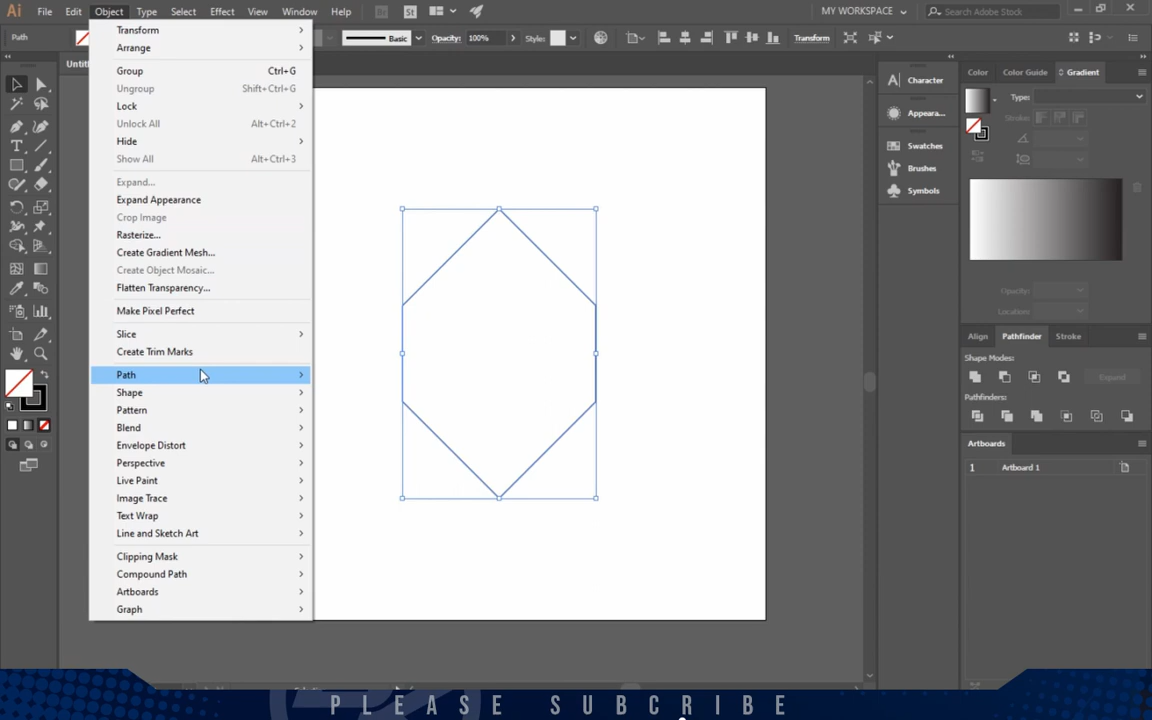 Ai File Edit Object Type Select Effect View Window Help Br St MY WORKSPACE Search Adobe Stock
Path Basic Opacity: 100% Style: Transform
Transform
Arrange
Group Ctrl+G
Ungroup Shift+Ctrl+G
Lock
Unlock All Alt+Ctrl+2
Hide
Show All Alt+Ctrl+3
Expand...
Expand Appearance
Crop Image
Rasterize...
Create Gradient Mesh...
Create Object Mosaic...
Flatten Transparency...
Make Pixel Perfect
Slice
Create Trim Marks
Path
Shape
Pattern
Blend
Envelope Distort
Perspective
Live Paint
Image Trace
Text Wrap
Line and Sketch Art
Clipping Mask
Compound Path
Artboards
Graph
Character
Appeara...
Swatches
Brushes
Symbols
Color Color Guide Gradient
Type:
Stroke:
Opacity:
Location:
Align Pathfinder Stroke
Shape Modes:
Expand
Pathfinders:
Artboards
1 Artboard 1
PLEASE SUBCRIBE